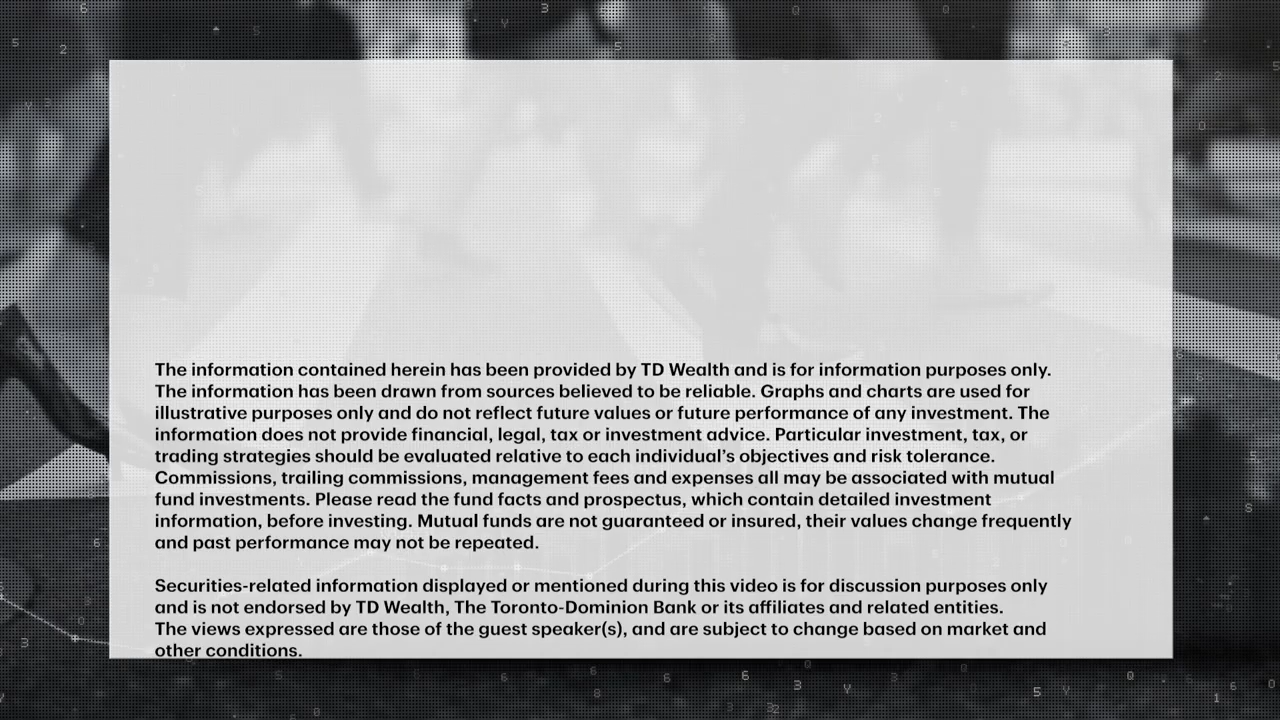 The information contained herein has been provided by TD Wealth and is for information purposes only.
The information has been drawn from sources believed to be reliable. Graphs and charts are used for
illustrative purposes only and do not reflect future values or future performance of any investment. The
information does not provide financial, legal, tax or investment advice. Particular investment, tax, or
trading strategies should be evaluated relative to each individual’s objectives and risk tolerance.
Commissions, trailing commissions, management fees and expenses all may be associated with mutual
fund investments. Please read the fund facts and prospectus, which contain detailed investment
information, before investing. Mutual funds are not guaranteed or insured, their values change frequently
and past performance may not be repeated.
Securities-related information displayed or mentioned during this video is for discussion purposes only
and is not endorsed by TD Wealth, The Toronto-Dominion Bank or its affiliates and related entities.
The views expressed are those of the guest speaker(s), and are subject to change based on market and
other conditions.